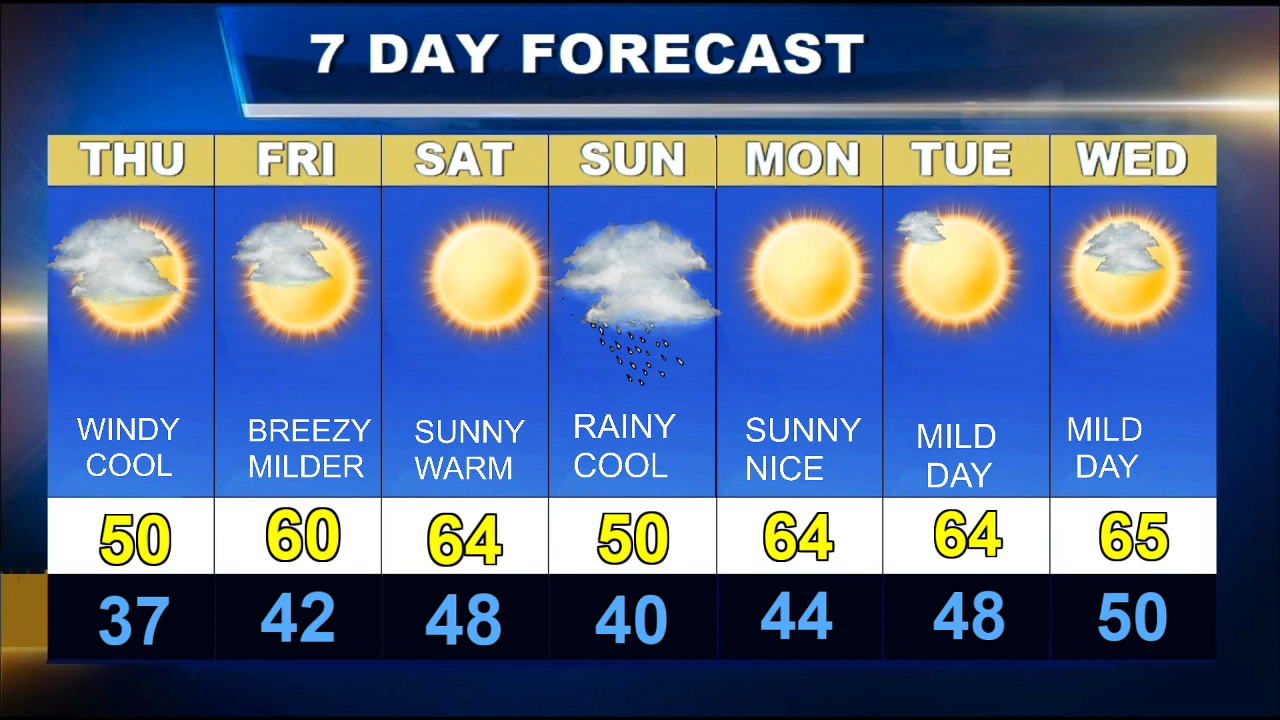 7 DAY FORECAST
THU FRI SAT SUN MON TUE WED
WINDY COOL
BREEZY MILDER
SUNNY WARM
RAINY COOL
SUNNY NICE
MILD DAY
MILD DAY
50 60 64 50 64 64 65
37 42 48 40 44 48 50